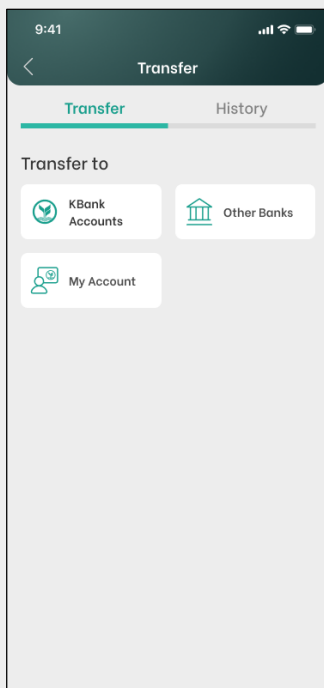 9:41
Transfer
Transfer History
Transfer to
KBank
Accounts
Other Banks
My Account